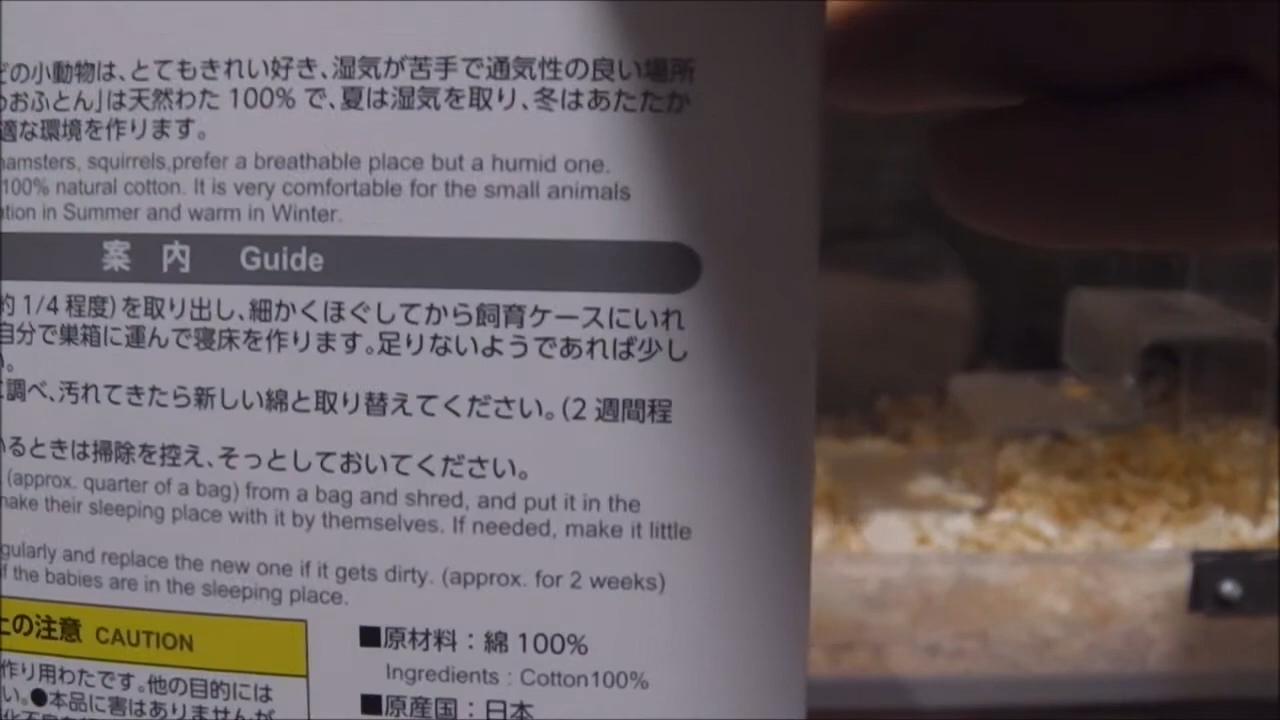 どの小動物は、とてもきれい好き、湿気が苦手で通気性の良い場所
おふとん」は天然わた 100% で、夏は湿気を取り、冬はあたたか
適な環境を作ります。
hamsters, squirrels,prefer a breathable place but a humid one.
100% natural cotton. It is very comfortable for the small animals
tion in Summer and warm in Winter.
案 内 Guide
約 1/4 程度)を取り出し、細かくほぐしてから飼育ケースにいれ
自分で巣箱に運んで寝床を作ります。足りないようであれば少し
い。
に調べ、汚れてきたら新しい綿と取り替えてください。(2 週間程
いるときは掃除を控え、そっとしておいてください。
(approx. quarter of a bag) from a bag and shred, and put it in the
make their sleeping place with it by themselves. If needed, make it little
gularly and replace the new one if it gets dirty. (approx. for 2 weeks)
if the babies are in the sleeping place.
上の注意 CAUTION
作り用わたです。他の目的には
い。●本品に害はありませんが
■原材料：綿 100%
Ingredients : Cotton100%
■原産国：日本